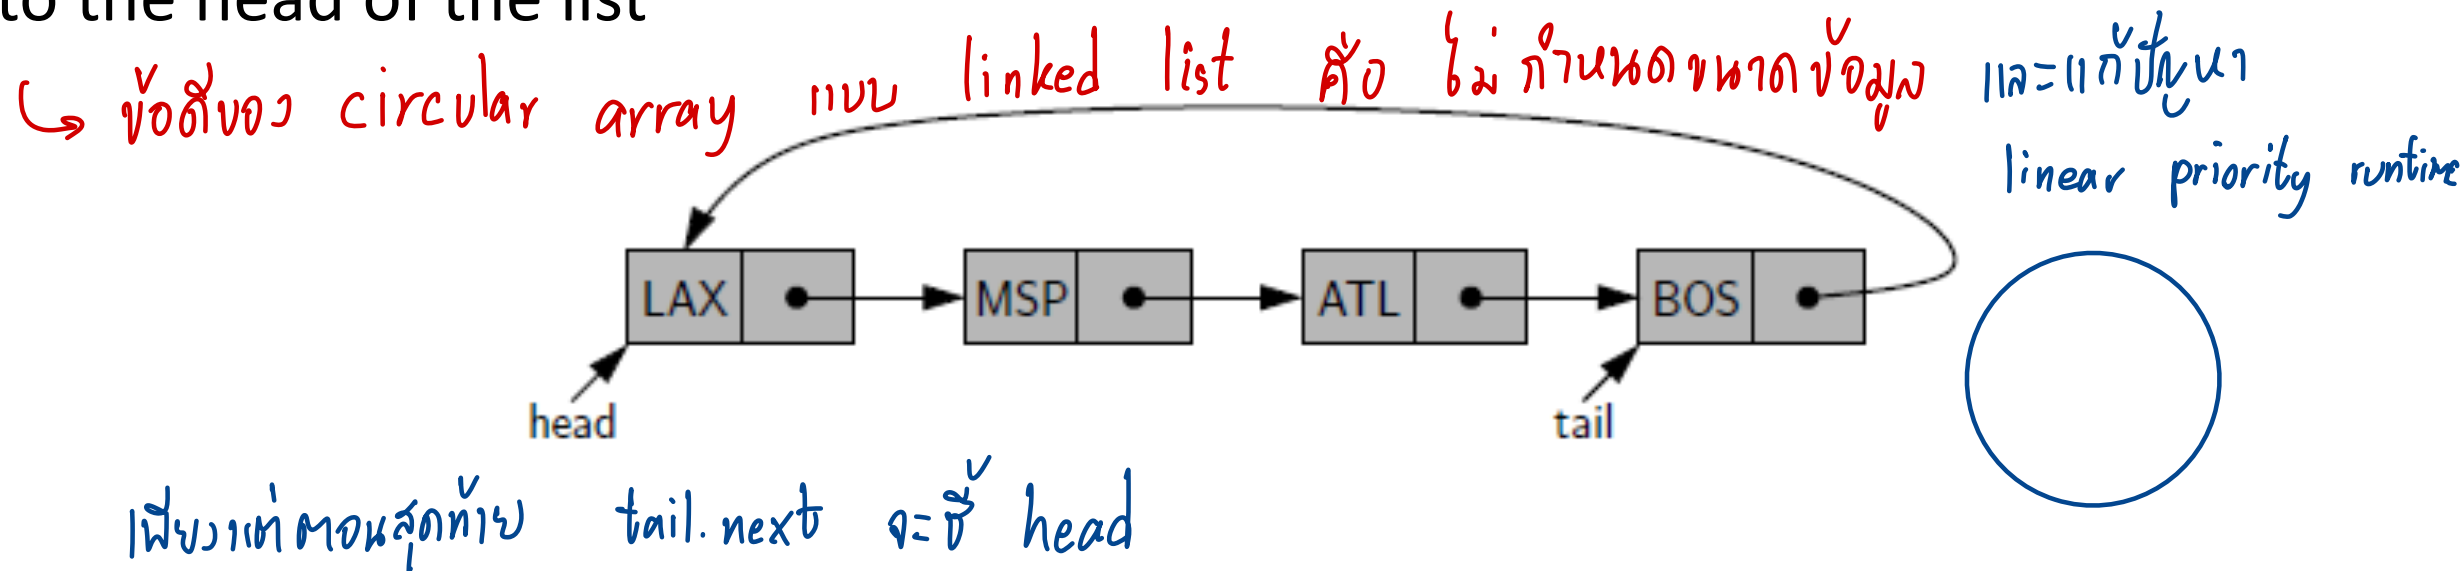 to the head of the list
↳ ข้อดีของ circular array แบบ linked list คือ ไม่กำหนดขนาดข้อมูล และแก้ปัญหา
linear priority runtime
LAX MSP ATL BOS
head tail
เพียงแต่ตอนสุดท้าย tail.next จะชี้ head